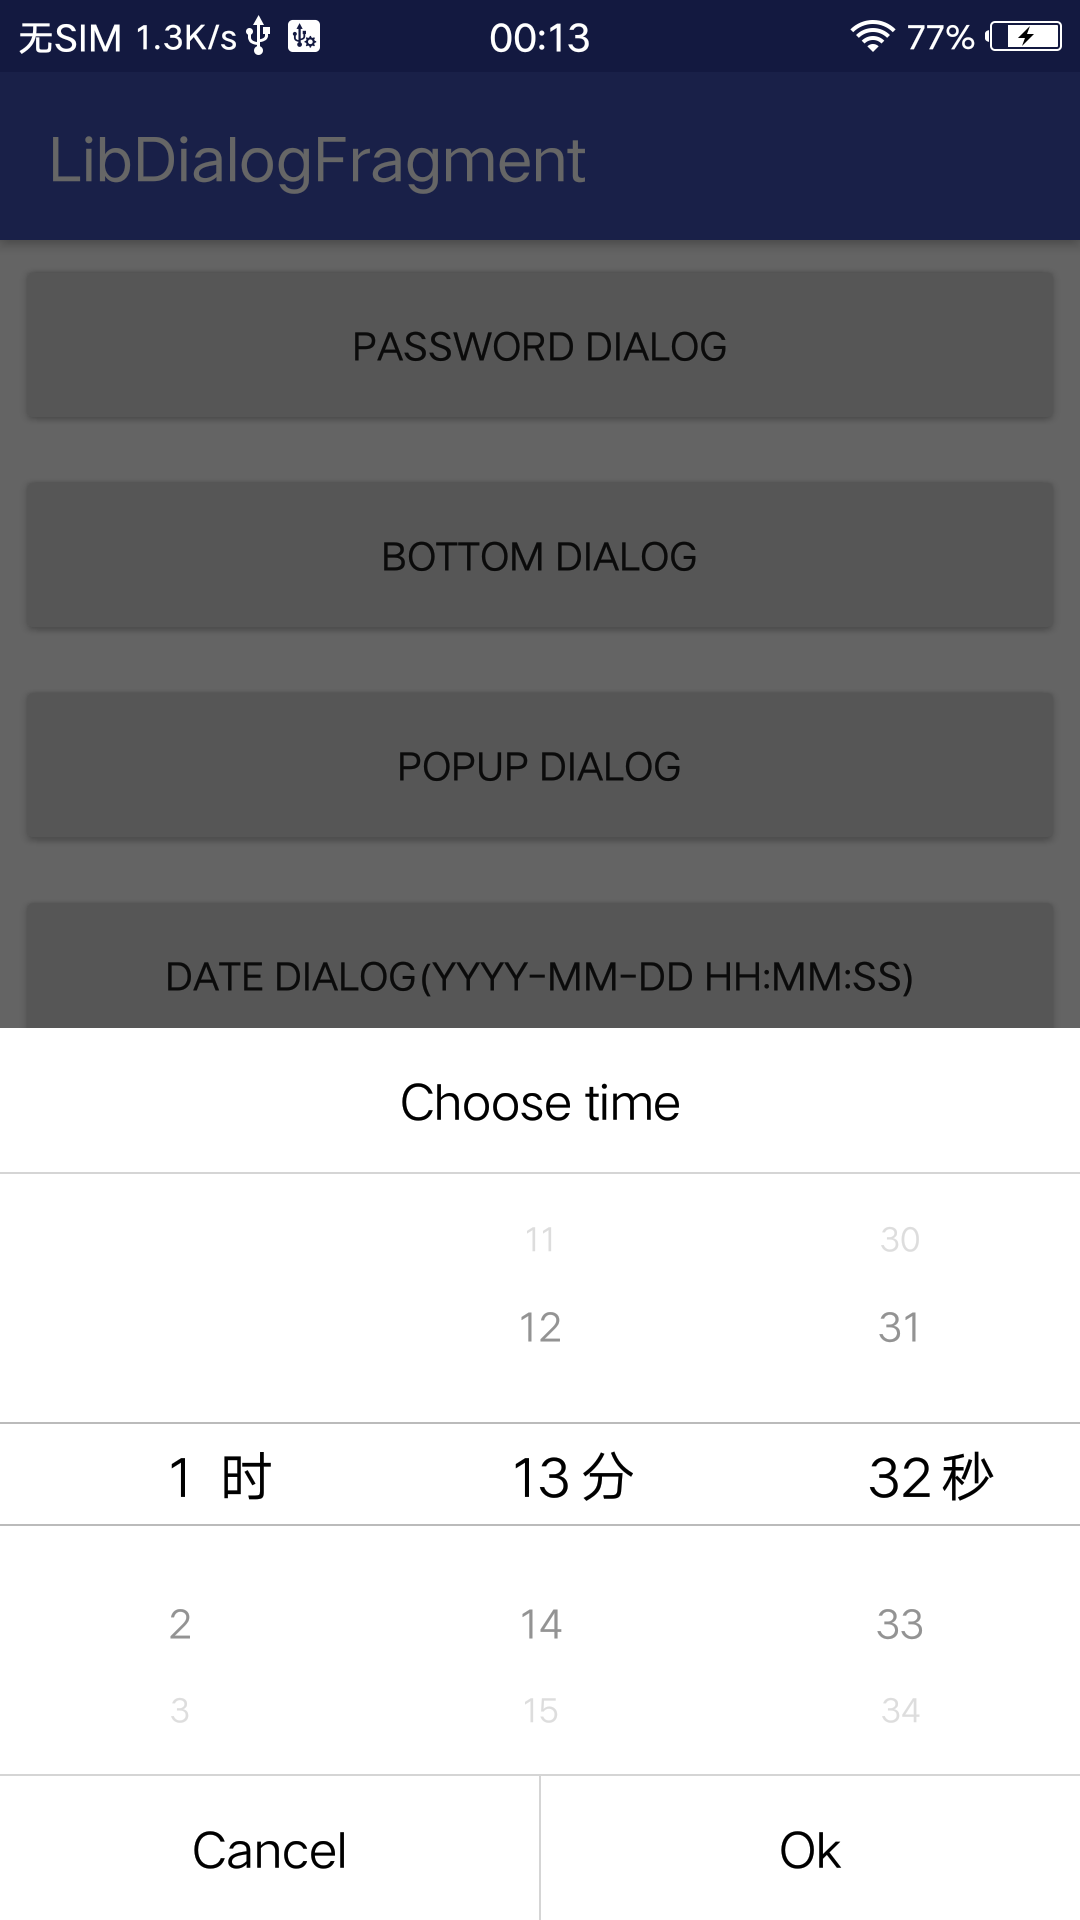 无SIM 1.3K/s 00:13 77%
LibDialogFragment
PASSWORD DIALOG
BOTTOM DIALOG
POPUP DIALOG
DATE DIALOG(YYYY-MM-DD HH:MM:SS)
Choose time
11 30
12 31
1 时 13 分 32 秒
2 14 33
3 15 34
Cancel Ok